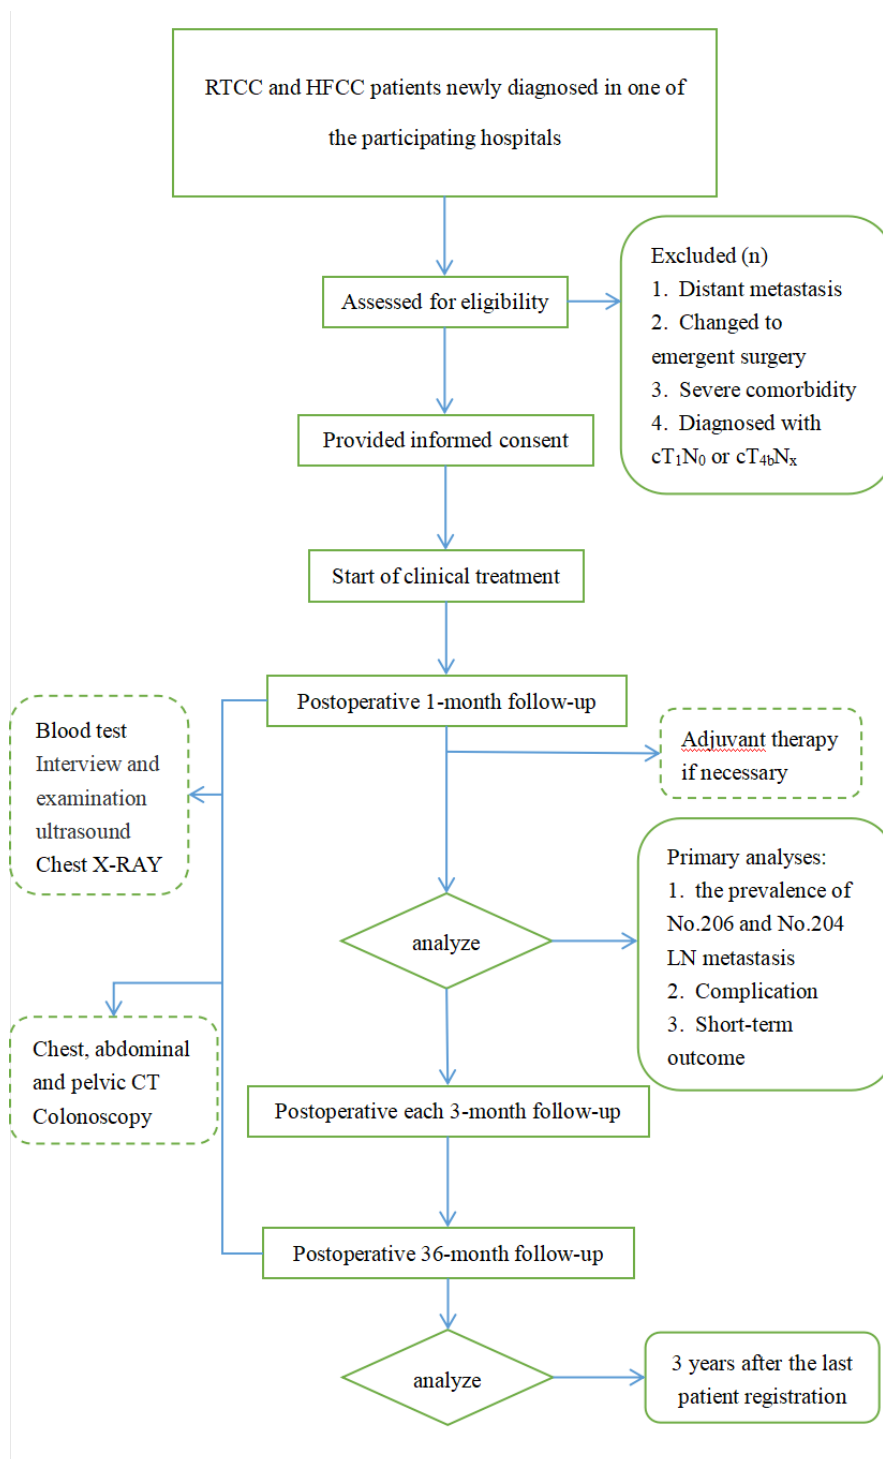 RTCC and HFCC patients newly diagnosed in one of
the participating hospitals
Assessed for eligibility
Excluded (n)
1. Distant metastasis
2. Changed to
emergent surgery
3. Severe comorbidity
4. Diagnosed with
cT₁N₀ or cT₄bNₓ
Provided informed consent
Start of clinical treatment
Postoperative 1-month follow-up
Blood test
Interview and
examination
ultrasound
Chest X-RAY
Adjuvant therapy
if necessary
analyze
Primary analyses:
1. the prevalence of
No.206 and No.204
LN metastasis
2. Complication
3. Short-term
outcome
Chest, abdominal
and pelvic CT
Colonoscopy
Postoperative each 3-month follow-up
Postoperative 36-month follow-up
analyze
3 years after the last
patient registration